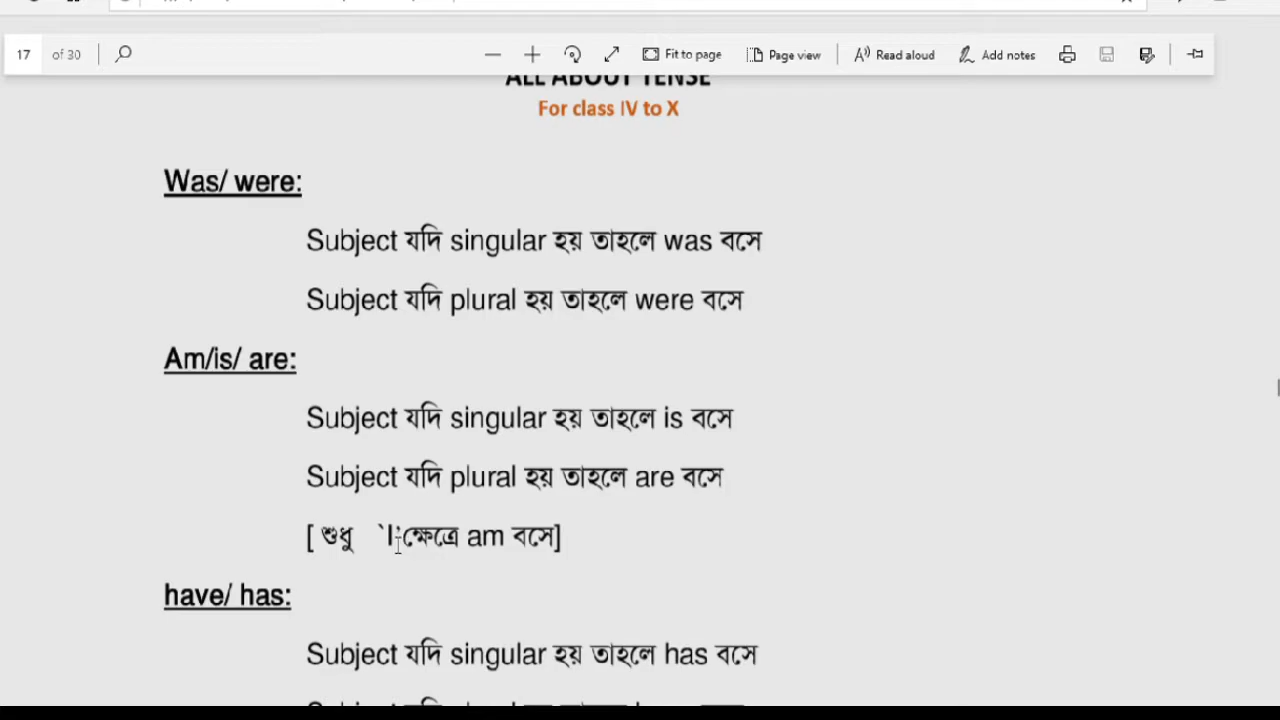 17 of 30 Fit to page Page view Read aloud Add notes
ALL ABOUT TENSE
For class IV to X
Was/ were:
Subject যদি singular হয় তাহলে was বসে
Subject যদি plural হয় তাহলে were বসে
Am/is/ are:
Subject যদি singular হয় তাহলে is বসে
Subject যদি plural হয় তাহলে are বসে
[ শুধু `I' ক্ষেত্রে am বসে]
have/ has:
Subject যদি singular হয় তাহলে has বসে